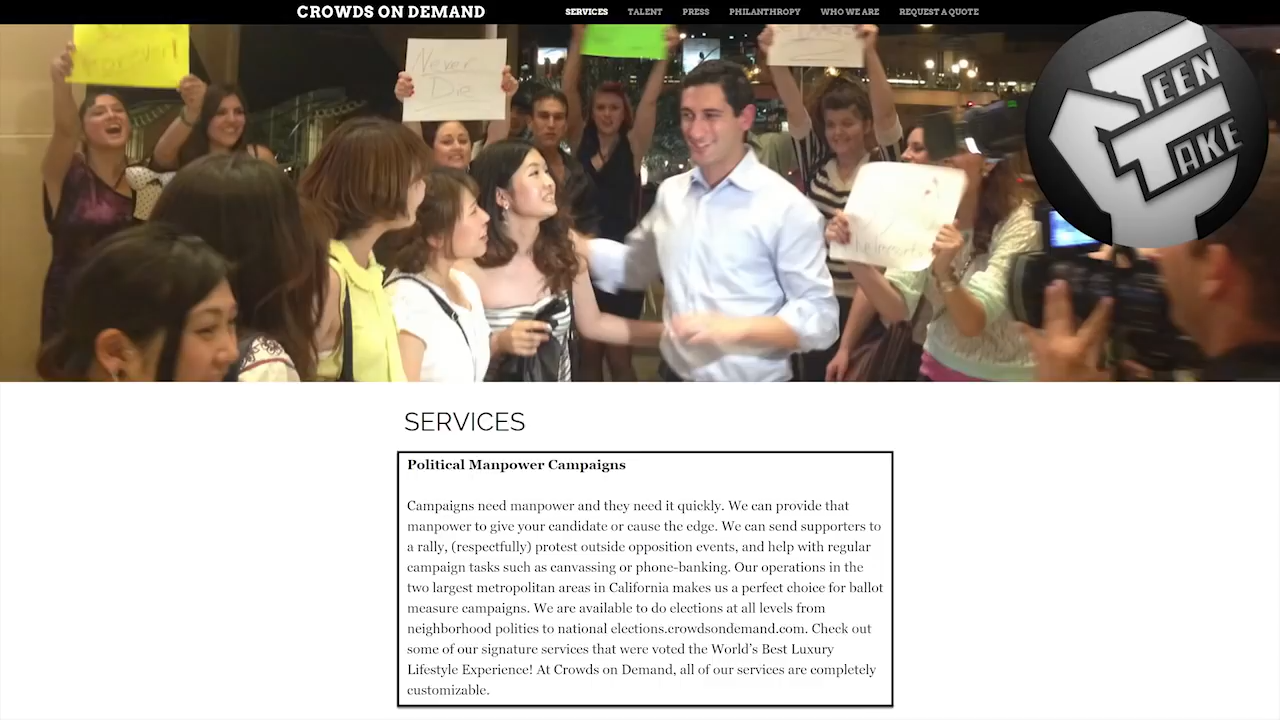 CROWDS ON DEMAND
SERVICES TALENT PRESS PHILANTHROPY WHO WE ARE REQUEST A QUOTE
TEEN
TAKE
Never
Die
SERVICES
Political Manpower Campaigns
Campaigns need manpower and they need it quickly. We can provide that
manpower to give your candidate or cause the edge. We can send supporters to
a rally, (respectfully) protest outside opposition events, and help with regular
campaign tasks such as canvassing or phone-banking. Our operations in the
two largest metropolitan areas in California makes us a perfect choice for ballot
measure campaigns. We are available to do elections at all levels from
neighborhood politics to national elections.crowdsondemand.com. Check out
some of our signature services that were voted the World's Best Luxury
Lifestyle Experience! At Crowds on Demand, all of our services are completely
customizable.